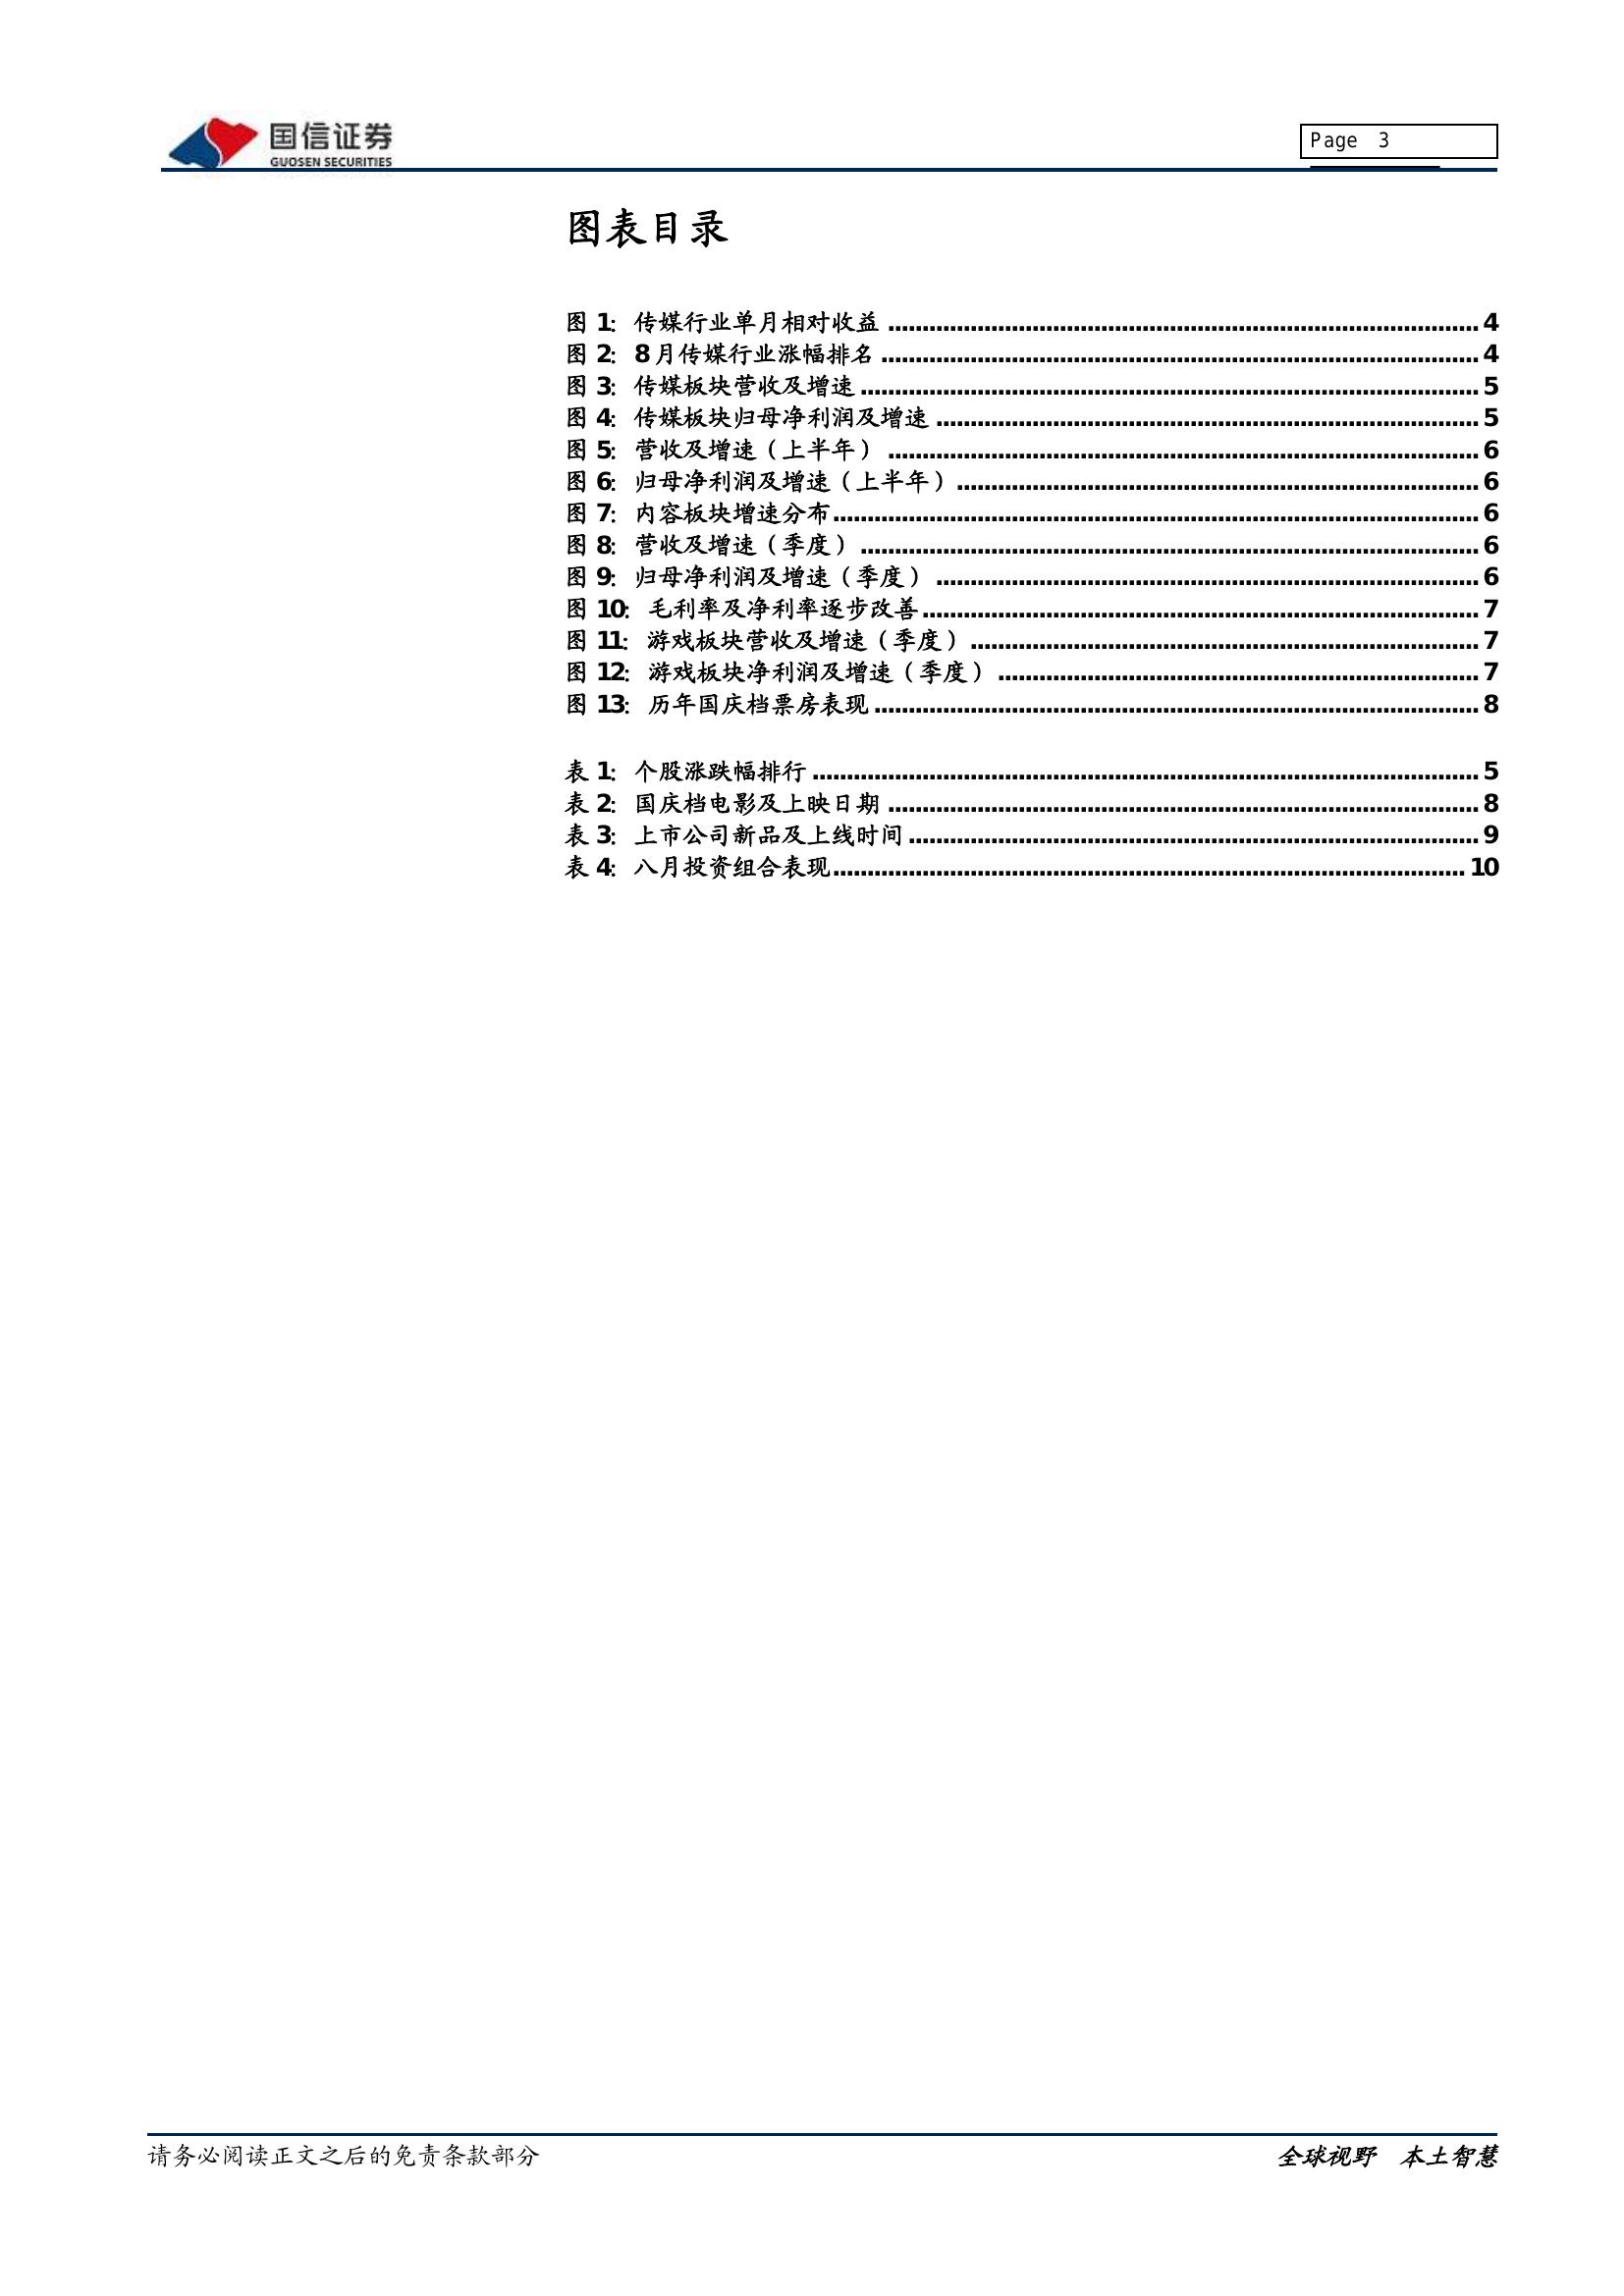 国信证券
GUOSEN SECURITIES
Page 3
图表目录
图 1: 传媒行业单月相对收益 ........ 4
图 2: 8 月传媒行业涨幅排名 ........ 4
图 3: 传媒板块营收及增速 ........ 5
图 4: 传媒板块归母净利润及增速 ........ 5
图 5: 营收及增速（上半年） ........ 6
图 6: 归母净利润及增速（上半年） ........ 6
图 7: 内容板块增速分布 ........ 6
图 8: 营收及增速（季度） ........ 6
图 9: 归母净利润及增速（季度） ........ 6
图 10: 毛利率及净利率逐步改善 ........ 7
图 11: 游戏板块营收及增速（季度） ........ 7
图 12: 游戏板块净利润及增速（季度） ........ 7
图 13: 历年国庆档票房表现 ........ 8
表 1: 个股涨跌幅排行 ........ 5
表 2: 国庆档电影及上映日期 ........ 8
表 3: 上市公司新品及上线时间 ........ 9
表 4: 八月投资组合表现 ........ 10
请务必阅读正文之后的免责条款部分
全球视野 本土智慧